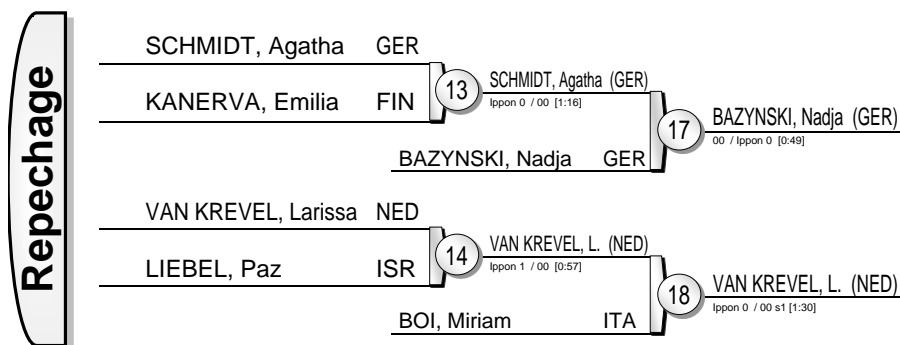 Repechage
SCHMIDT, Agatha GER
KANERVA, Emilia FIN
13
SCHMIDT, Agatha (GER)
Ippon 0 / 00 [1:16]
BAZYNSKI, Nadja GER
17
BAZYNSKI, Nadja (GER)
00 / Ippon 0 [0:49]
VAN KREVEL, Larissa NED
LIEBEL, Paz ISR
14
VAN KREVEL, L. (NED)
Ippon 1 / 00 [0:57]
BOI, Miriam ITA
18
VAN KREVEL, L. (NED)
Ippon 0 / 00 s1 [1:30]